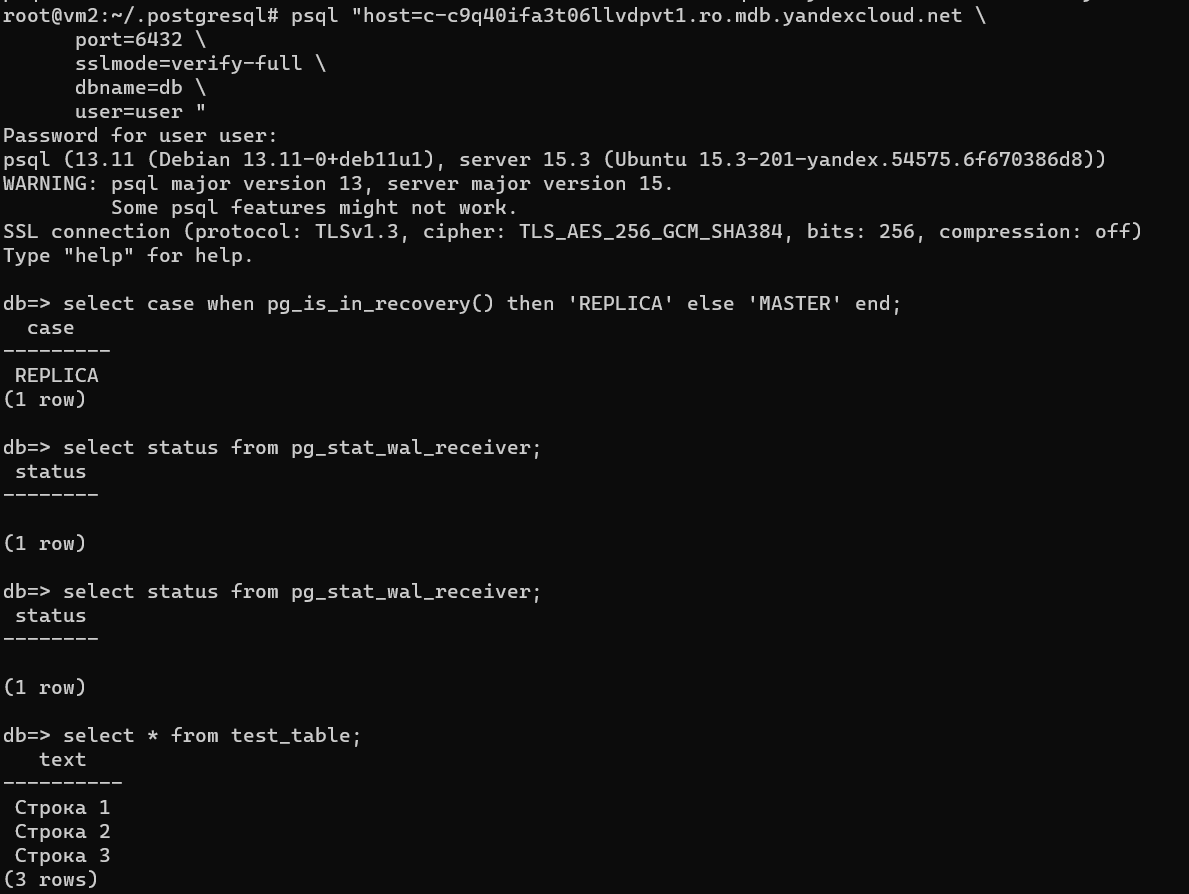 root@vm2:~/.postgresql# psql "host=c-c9q40ifa3t06llvdpvt1.ro.mdb.yandexcloud.net \
      port=6432 \
      sslmode=verify-full \
      dbname=db \
      user=user "
Password for user user:
psql (13.11 (Debian 13.11-0+deb11u1), server 15.3 (Ubuntu 15.3-201-yandex.54575.6f670386d8))
WARNING: psql major version 13, server major version 15.
         Some psql features might not work.
SSL connection (protocol: TLSv1.3, cipher: TLS_AES_256_GCM_SHA384, bits: 256, compression: off)
Type "help" for help.

db=> select case when pg_is_in_recovery() then 'REPLICA' else 'MASTER' end;
  case
---------
 REPLICA
(1 row)

db=> select status from pg_stat_wal_receiver;
 status
--------

(1 row)

db=> select status from pg_stat_wal_receiver;
 status
--------

(1 row)

db=> select * from test_table;
   text
----------
 Строка 1
 Строка 2
 Строка 3
(3 rows)